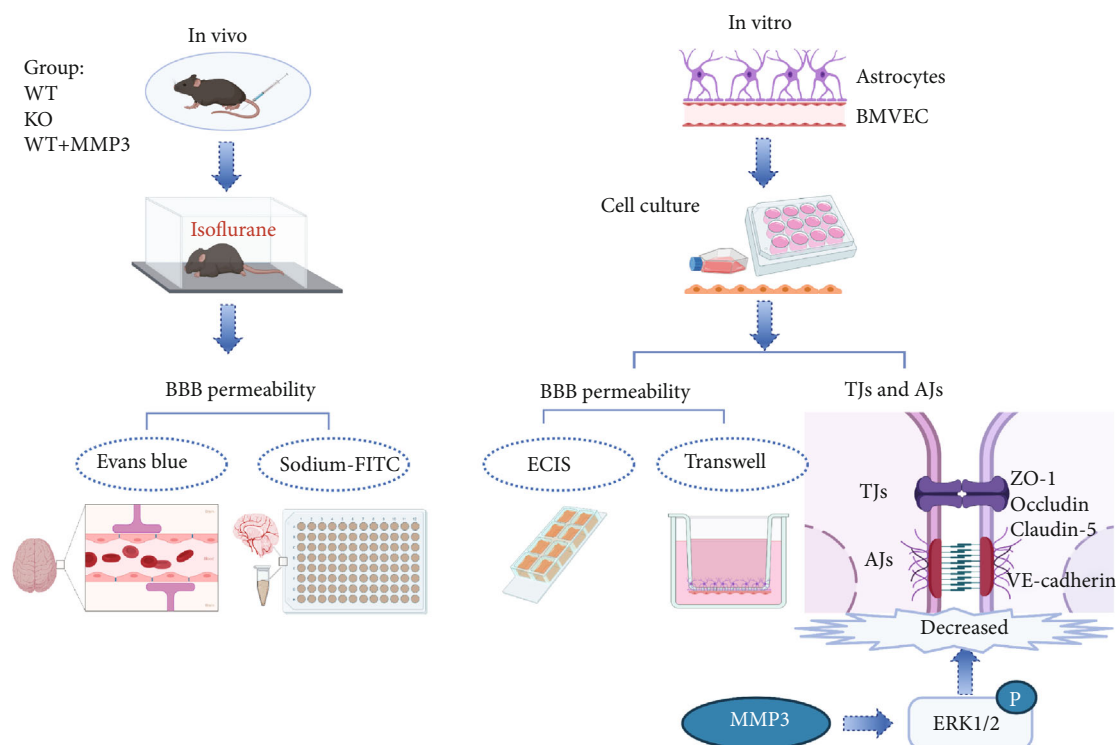 In vivo
Group:
WT
KO
WT+MMP3
Isoflurane
BBB permeability
Evans blue
Sodium-FITC
In vitro
Astrocytes
BMVEC
Cell culture
BBB permeability
TJs and AJs
ECIS
Transwell
TJs
ZO-1
Occludin
Claudin-5
AJs
VE-cadherin
Decreased
MMP3
ERK1/2
P